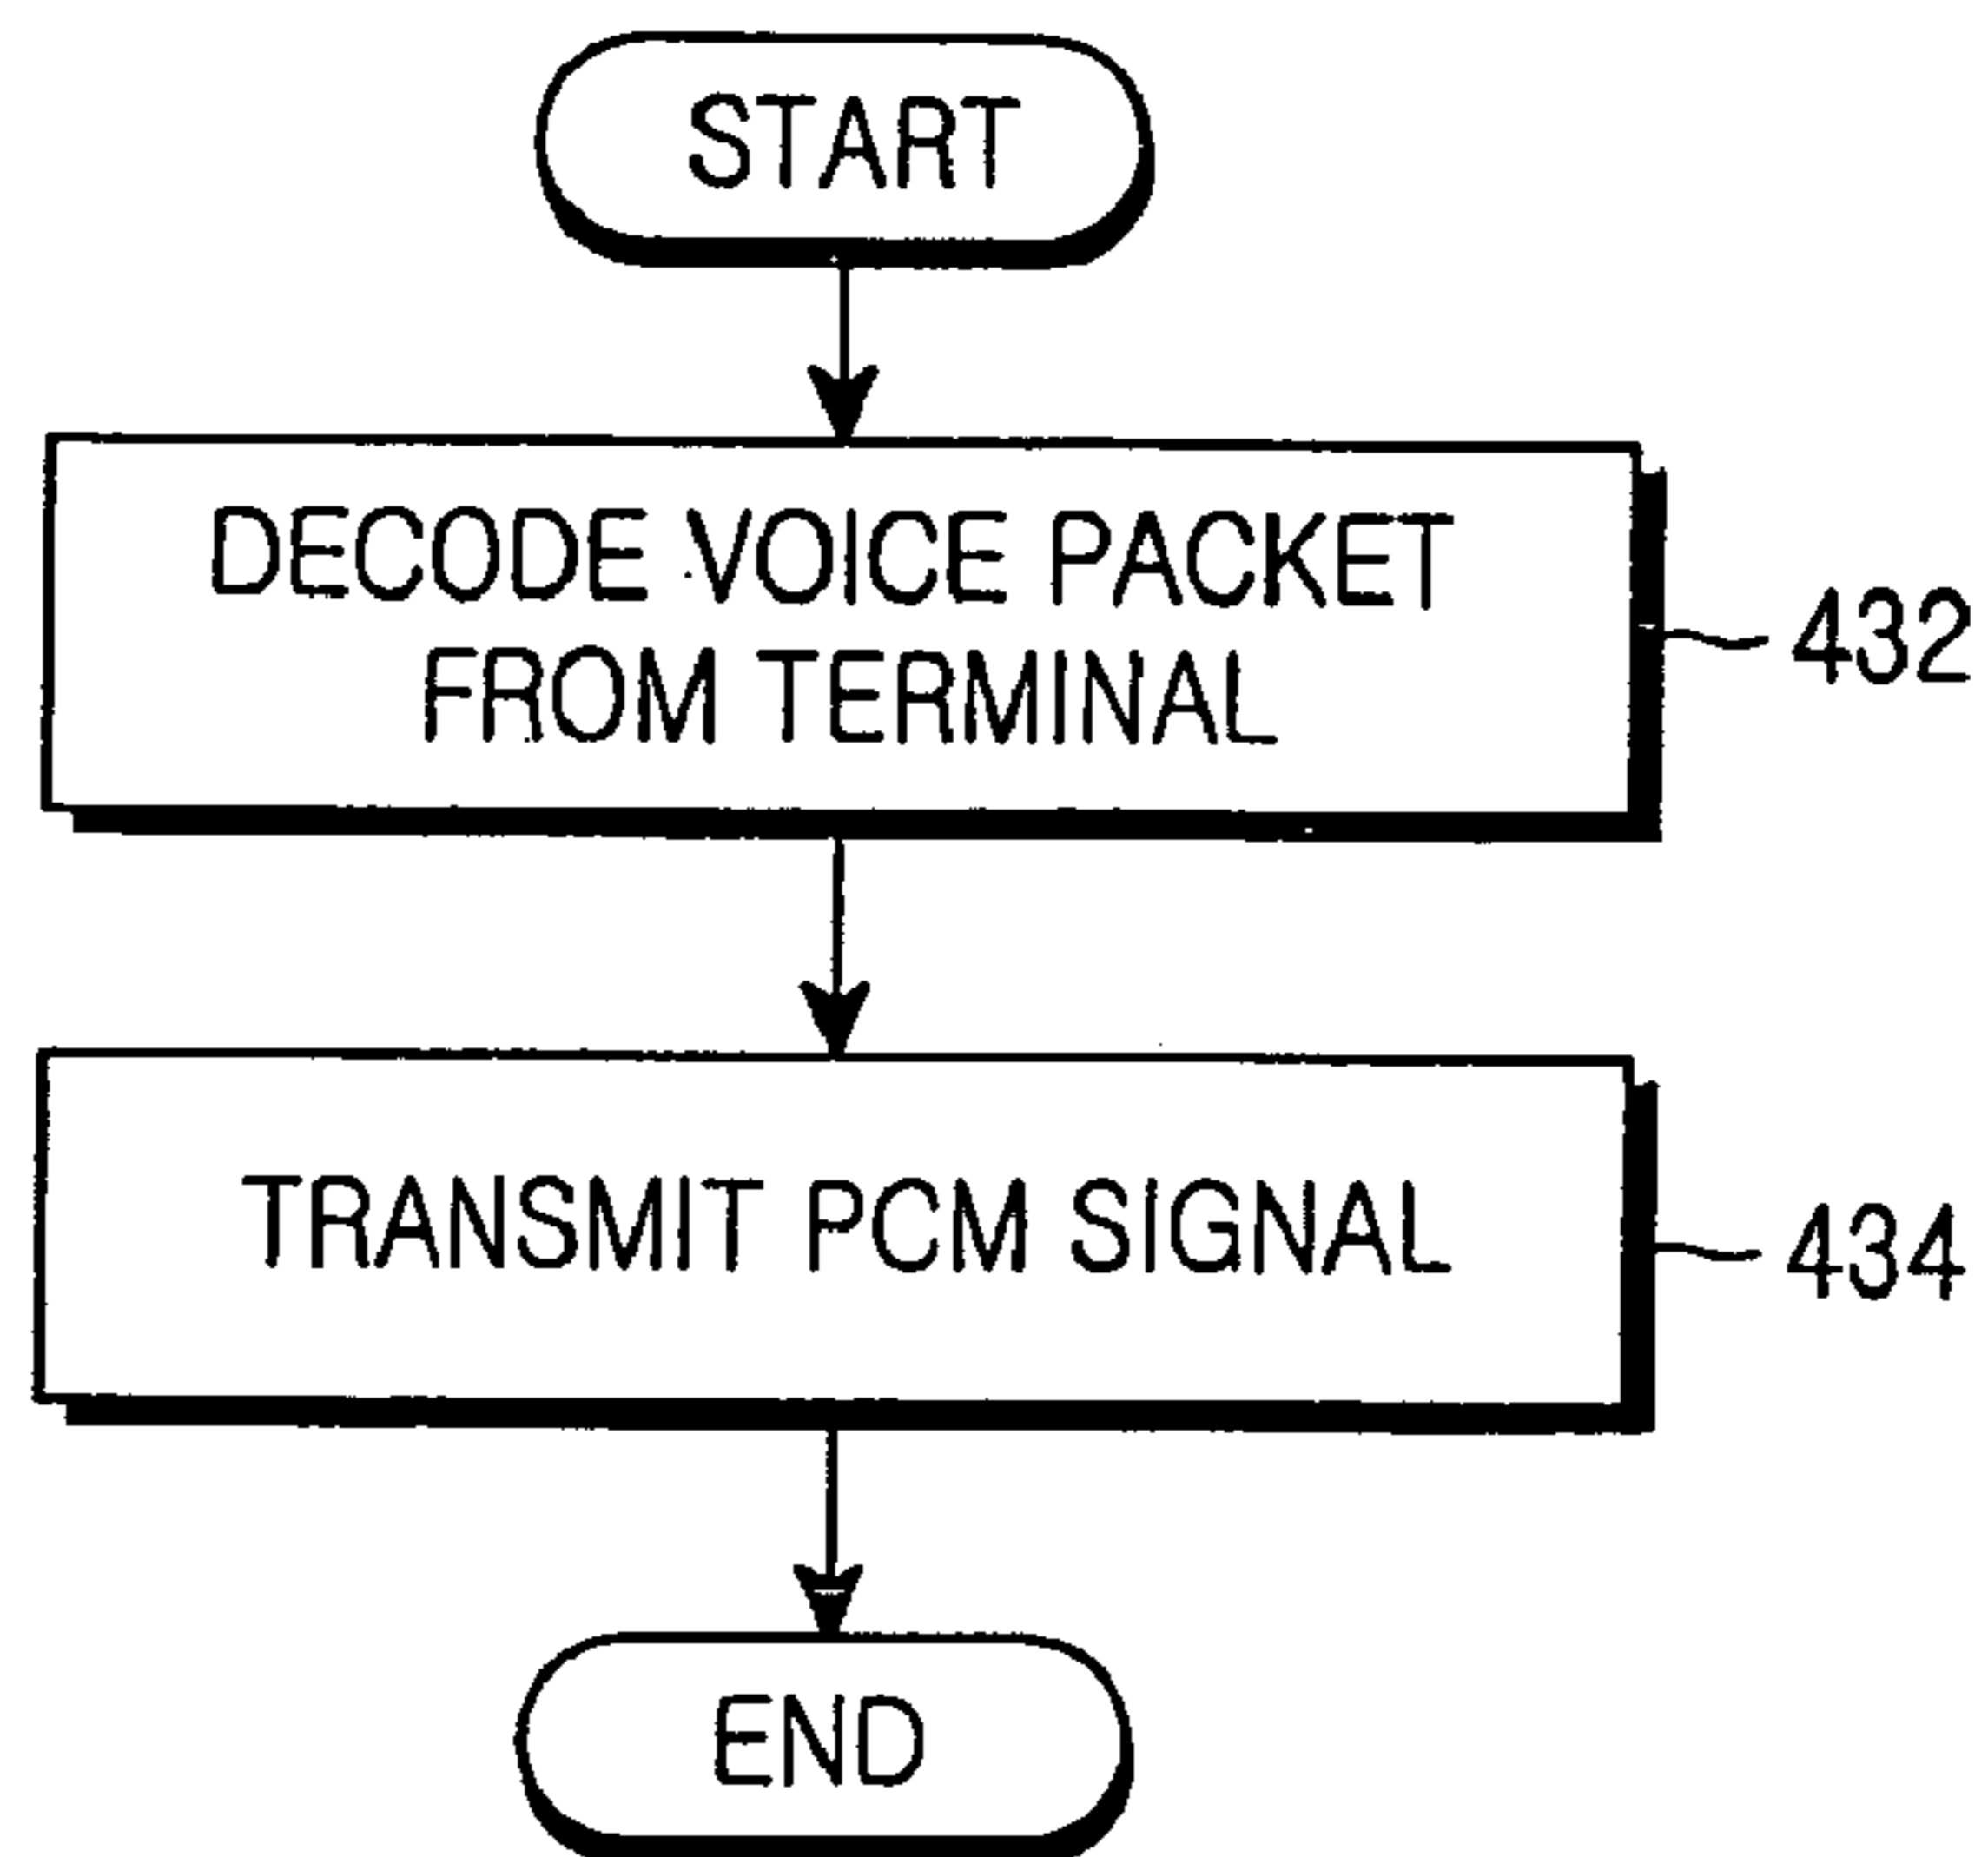 START
DECODE VOICE PACKET
FROM TERMINAL
432
TRANSMIT PCM SIGNAL
434
END